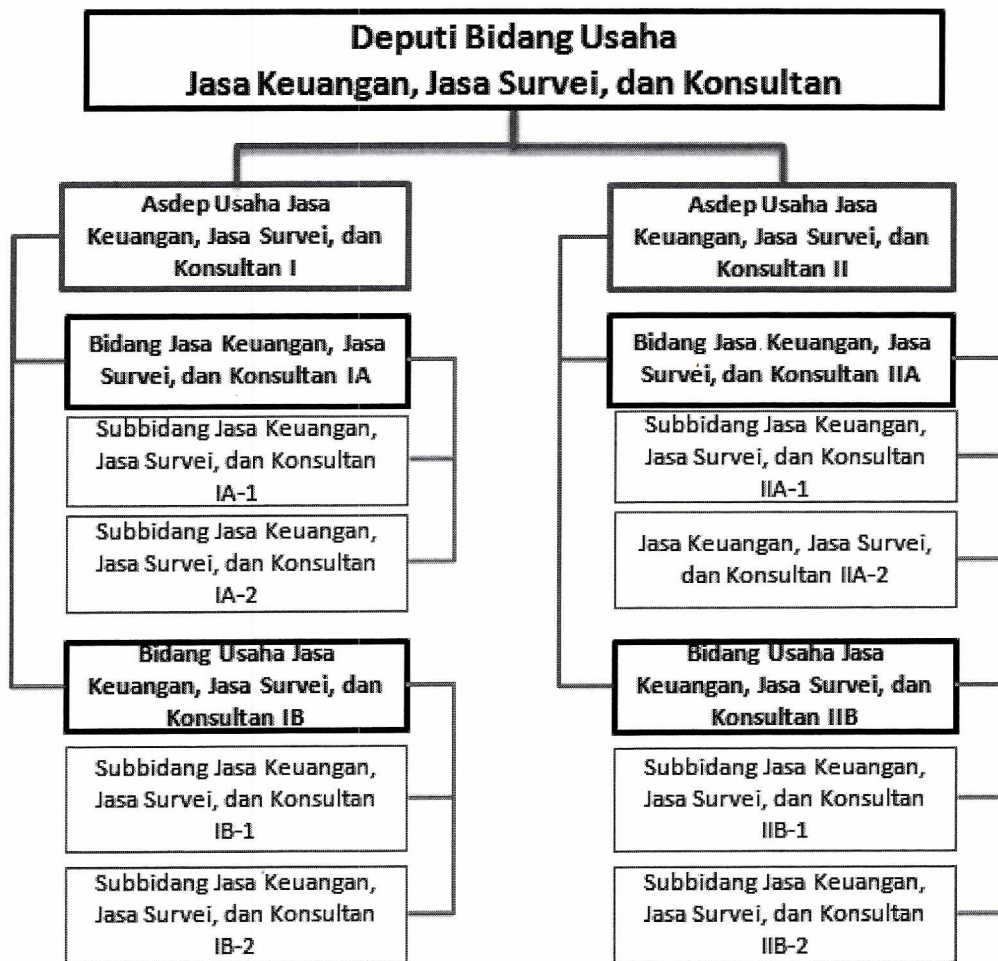 Deputi Bidang Usaha
Jasa Keuangan, Jasa Survei, dan Konsultan
Asdep Usaha Jasa
Keuangan, Jasa Survei, dan
Konsultan I
Bidang Jasa Keuangan, Jasa
Survei, dan Konsultan IA
Subbidang Jasa Keuangan,
Jasa Survei, dan Konsultan
IA-1
Subbidang Jasa Keuangan,
Jasa Survei, dan Konsultan
IA-2
Bidang Usaha Jasa
Keuangan, Jasa Survei, dan
Konsultan IB
Subbidang Jasa Keuangan,
Jasa Survei, dan Konsultan
IB-1
Subbidang Jasa Keuangan,
Jasa Survei, dan Konsultan
IB-2
Asdep Usaha Jasa
Keuangan, Jasa Survei, dan
Konsultan II
Bidang Jasa Keuangan, Jasa
Survei, dan Konsultan IIA
Subbidang Jasa Keuangan,
Jasa Survei, dan Konsultan
IIA-1
Jasa Keuangan, Jasa Survei,
dan Konsultan IIA-2
Bidang Usaha Jasa
Keuangan, Jasa Survei, dan
Konsultan IIB
Subbidang Jasa Keuangan,
Jasa Survei, dan Konsultan
IIB-1
Subbidang Jasa Keuangan,
Jasa Survei, dan Konsultan
IIB-2